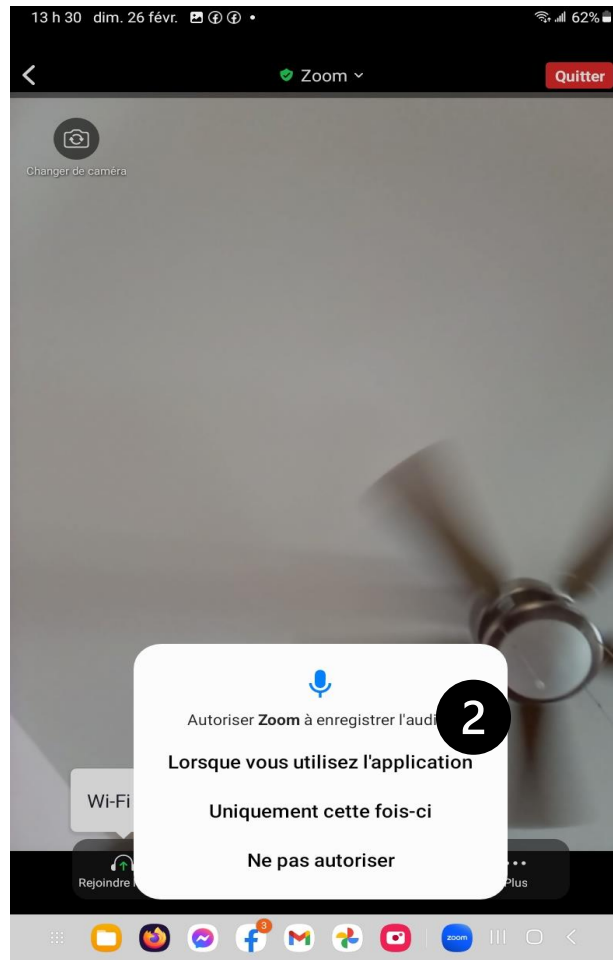 13 h 30 dim. 26 févr.
62%
Zoom
Quitter
Changer de caméra
2
Autoriser Zoom à enregistrer l'audi
Lorsque vous utilisez l'application
Wi-Fi
Uniquement cette fois-ci
Ne pas autoriser
Rejoindre
Plus
3
zoom